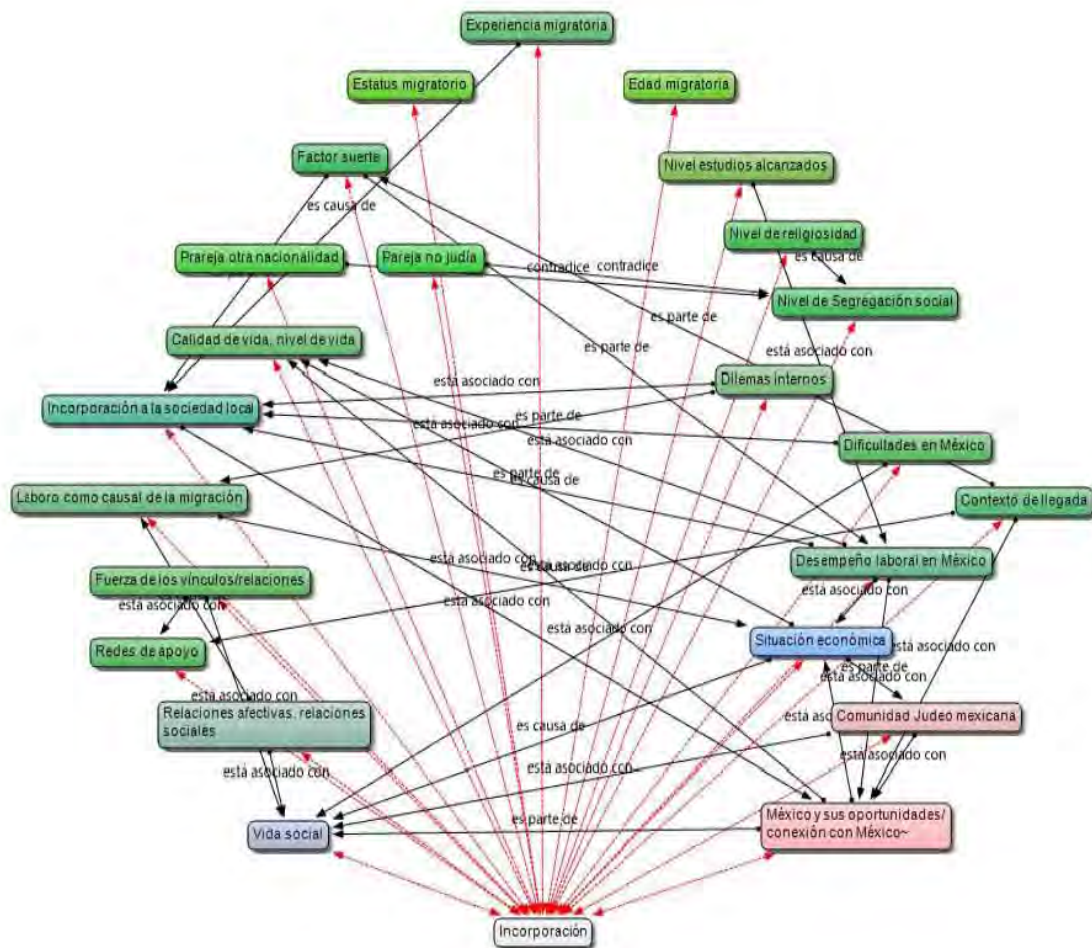 Experiencia migratoria
Estatus migratorio
Edad migratoria
Factor suerte
Nivel estudios alcanzados
es causa de
Nivel de religiosidad
Prareja otra nacionalidad
Pareja no judía
es causa de
contradice
contradice
Nivel de Segregación social
es parte de
Calidad de vida, nivel de vida
es parte de
está asociado con
Dilemas internos
está asociado con
Incorporación a la sociedad local
es parte de
está asociado con
está asociado con
Dificultades en México
es parte de
es causa de
Laboro como causal de la migración
Contexto de llegada
está asociado con
Desempeño laboral en México
es causa de
está asociado con
Fuerza de los vínculos/relaciones
está asociado con
está asociado con
está asociado con
está asociado con
Situación económica
está asociado con
Redes de apoyo
es parte de
está asociado con
está asociado con
Relaciones afectivas, relaciones
sociales
Comunidad Judeo mexicana
es causa de
está asociado con
está asociado con
está asociado con
México y sus oportunidades/
conexión con México~
es parte de
Vida social
Incorporación